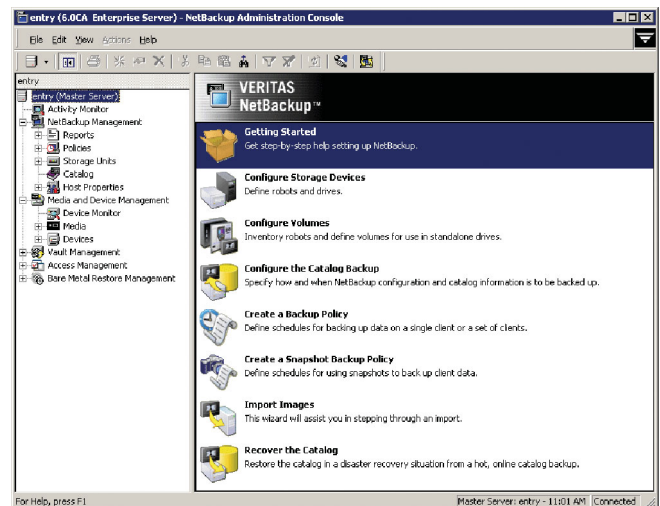 entry (6.0CA Enterprise Server) - NetBackup Administration Console
File Edit View Actions Help
entry
entry (Master Server)
Activity Monitor
NetBackup Management
Reports
Policies
Storage Units
Catalog
Host Properties
Media and Device Management
Device Monitor
Media
Devices
Vault Management
Access Management
Bare Metal Restore Management
VERITAS
NetBackup™
Getting Started
Get step-by-step help setting up NetBackup.
Configure Storage Devices
Define robots and drives.
Configure Volumes
Inventory robots and define volumes for use in standalone drives.
Configure the Catalog Backup
Specify how and when NetBackup configuration and catalog information is to be backed up.
Create a Backup Policy
Define schedules for backing up data on a single client or a set of clients.
Create a Snapshot Backup Policy
Define schedules for using snapshots to back up client data.
Import Images
This wizard will assist you in stepping through an import.
Recover the Catalog
Restore the catalog in a disaster recovery situation from a hot, online catalog backup.
For Help, press F1
Master Server: entry - 11:01 AM Connected